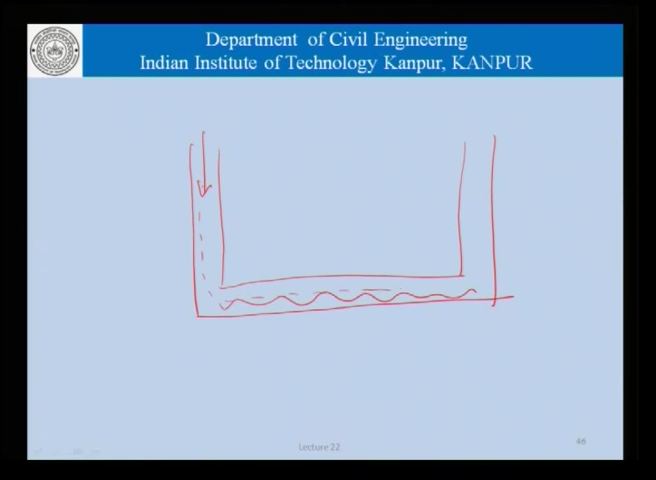 Department of Civil Engineering
Indian Institute of Technology Kanpur, KANPUR
Lecture 22
46